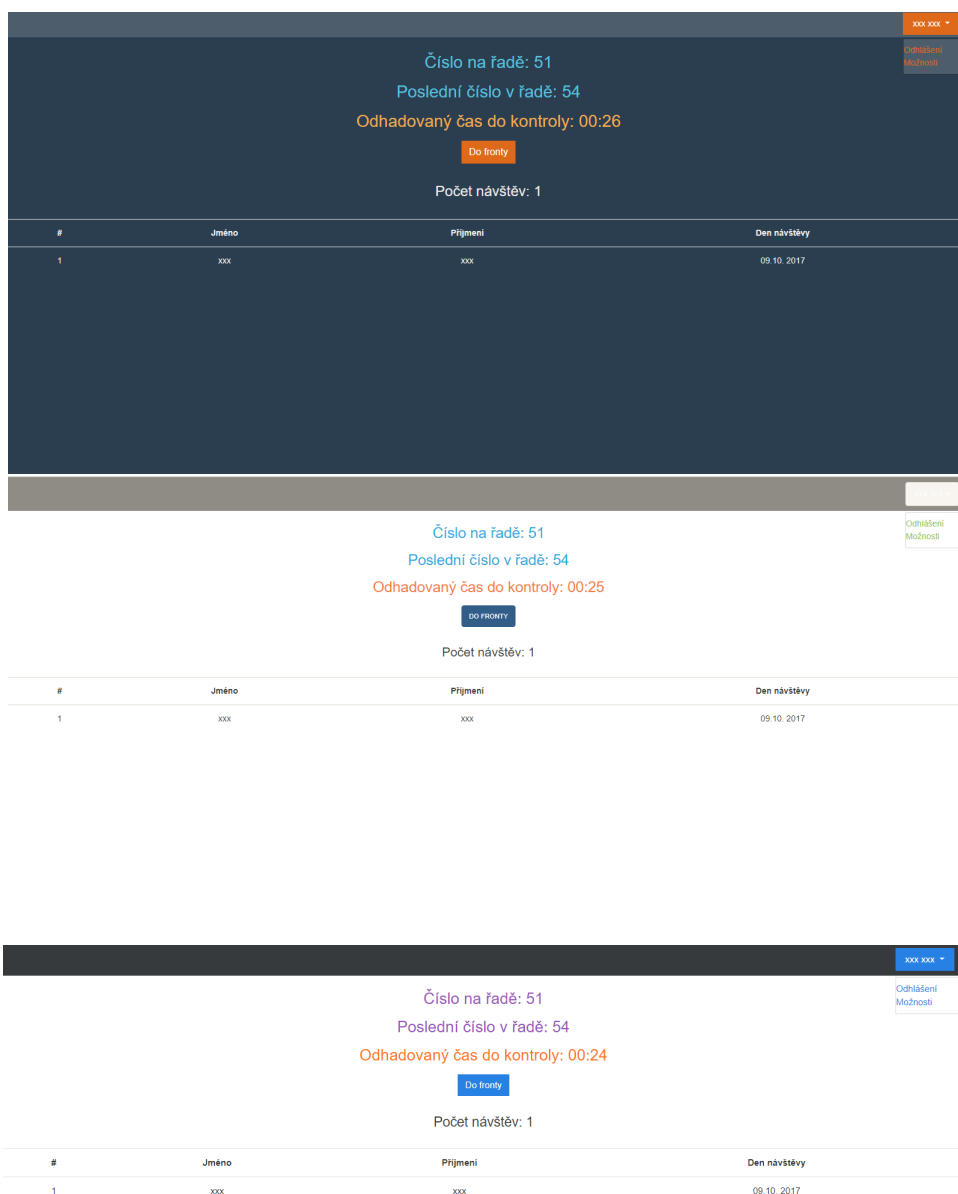 xxx xxx
Odhlášení
Možnosti
Číslo na řadě: 51
Poslední číslo v řadě: 54
Odhadovaný čas do kontroly: 00:26
Do fronty
Počet návštěv: 1
# Jméno Příjmení Den návštěvy
1 xxx xxx 09.10. 2017
Odhlášení
Možnosti
Číslo na řadě: 51
Poslední číslo v řadě: 54
Odhadovaný čas do kontroly: 00:25
DO FRONTY
Počet návštěv: 1
# Jméno Příjmení Den návštěvy
1 xxx xxx 09.10. 2017
xxx xxx
Odhlášení
Možnosti
Číslo na řadě: 51
Poslední číslo v řadě: 54
Odhadovaný čas do kontroly: 00:24
Do fronty
Počet návštěv: 1
# Jméno Příjmení Den návštěvy
1 xxx xxx 09.10. 2017